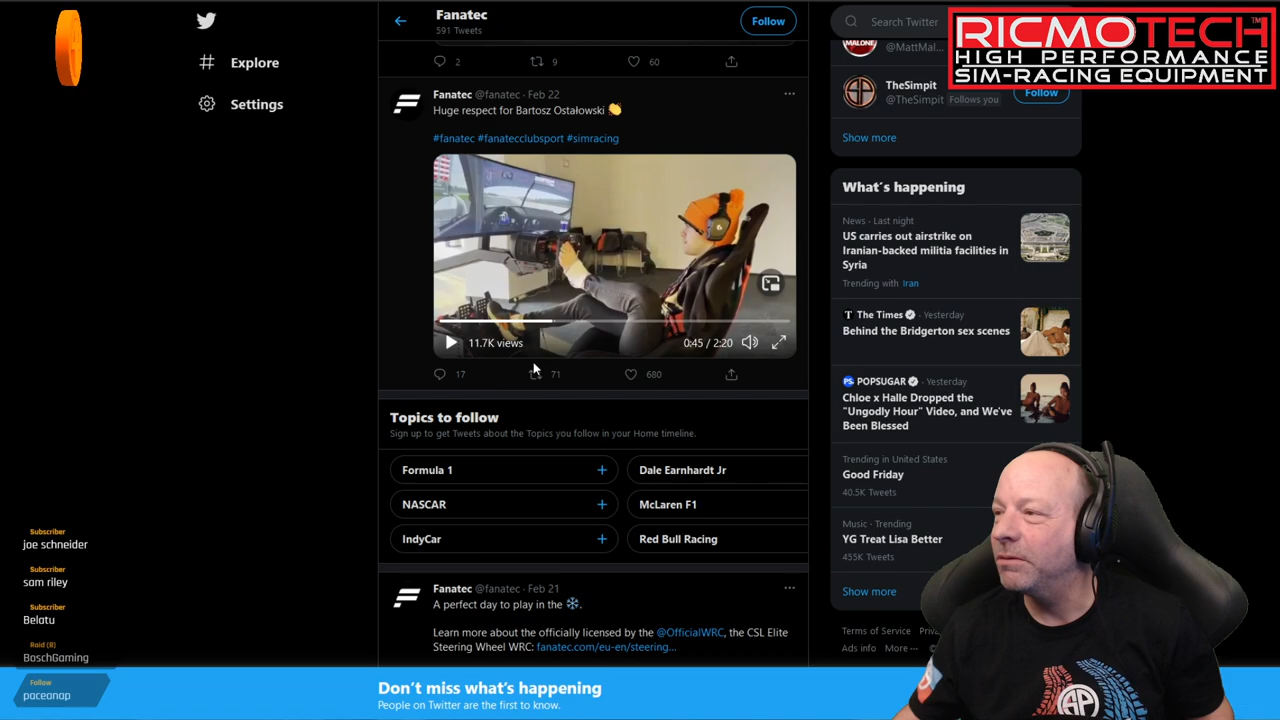 Explore
Settings
Subscriber
joe schneider
Subscriber
sam riley
Subscriber
Belatu
Raid (8)
BoschGaming
Follow
paceanap
Fanatec
591 Tweets
Follow
2 9 60
Fanatec @fanatec · Feb 22
Huge respect for Bartosz Ostałowski 👏
#fanatec #fanatecclubsport #simracing
11.7K views 0:45 / 2:20
17 71 680
Topics to follow
Sign up to get Tweets about the Topics you follow in your Home timeline.
Formula 1 + Dale Earnhardt Jr
NASCAR + McLaren F1
IndyCar + Red Bull Racing
Fanatec @fanatec · Feb 21
A perfect day to play in the ❄.
Learn more about the officially licensed by the @OfficialWRC, the CSL Elite
Steering Wheel WRC: fanatec.com/eu-en/steering...
Search Twitter
RICMOTECH™
HIGH PERFORMANCE
SIM-RACING EQUIPMENT
@MattMal...
TheSimpit
@TheSimpit Follows you
Follow
Show more
What's happening
News · Last night
US carries out airstrike on
Iranian-backed militia facilities in
Syria
Trending with Iran
The Times · Yesterday
Behind the Bridgerton sex scenes
POPSUGAR · Yesterday
Chloe x Halle Dropped the
"Ungodly Hour" Video, and We've
Been Blessed
Trending in United States
Good Friday
40.5K Tweets
Music · Trending
YG Treat Lisa Better
455K Tweets
Show more
Terms of Service
Ads info More ···
Don't miss what's happening
People on Twitter are the first to know.